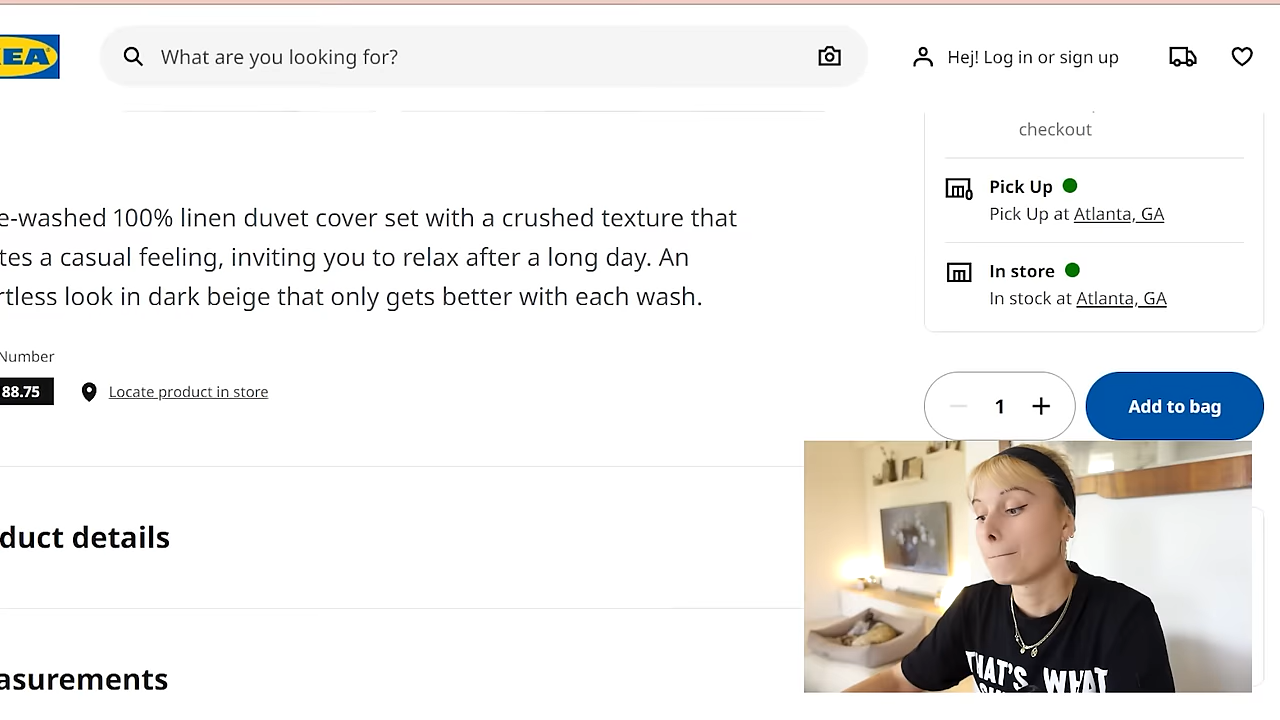 What are you looking for?
Hej! Log in or sign up
checkout
Pick Up
Pick Up at Atlanta, GA
In store
In stock at Atlanta, GA
e-washed 100% linen duvet cover set with a crushed texture that
tes a casual feeling, inviting you to relax after a long day. An
rtless look in dark beige that only gets better with each wash.
Number
88.75
Locate product in store
1
Add to bag
duct details
asurements
THAT'S WHAT